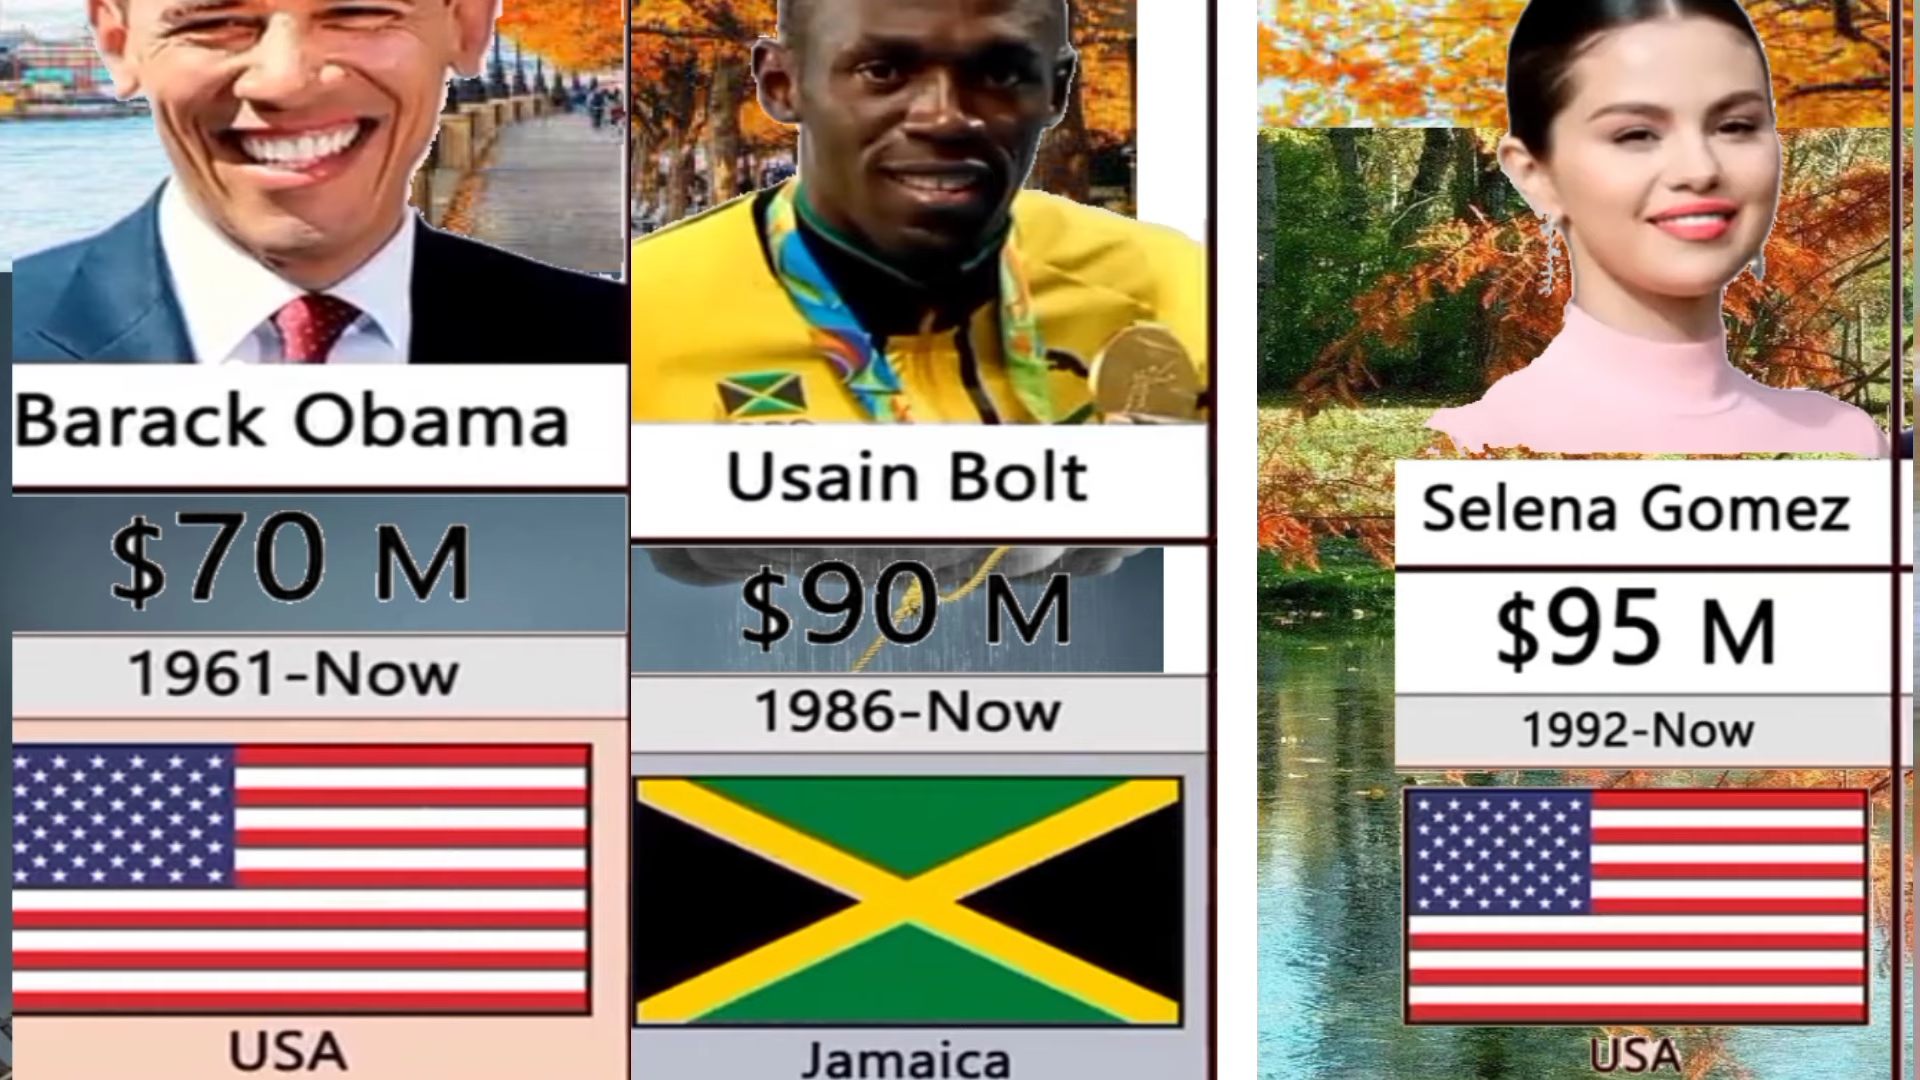 Barack Obama
$70 M
1961-Now
USA
Usain Bolt
$90 M
1986-Now
Jamaica
Selena Gomez
$95 M
1992-Now
USA